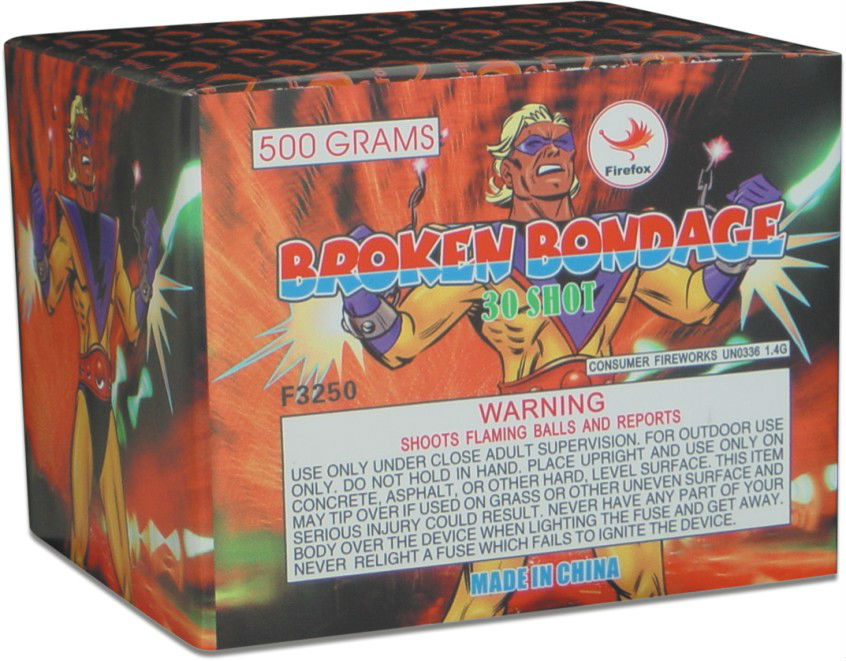 500 GRAMS
Firefox
BROKEN BONDAGE
30 SHOT
CONSUMER FIREWORKS UN0336 1.4G
F3250
WARNING
SHOOTS FLAMING BALLS AND REPORTS
USE ONLY UNDER CLOSE ADULT SUPERVISION. FOR OUTDOOR USE
ONLY. DO NOT HOLD IN HAND. PLACE UPRIGHT AND USE ONLY ON
CONCRETE, ASPHALT, OR OTHER HARD, LEVEL SURFACE. THIS ITEM
MAY TIP OVER IF USED ON GRASS OR OTHER UNEVEN SURFACE AND
SERIOUS INJURY COULD RESULT. NEVER HAVE ANY PART OF YOUR
BODY OVER THE DEVICE WHEN LIGHTING THE FUSE AND GET AWAY.
NEVER RELIGHT A FUSE WHICH FAILS TO IGNITE THE DEVICE.
MADE IN CHINA